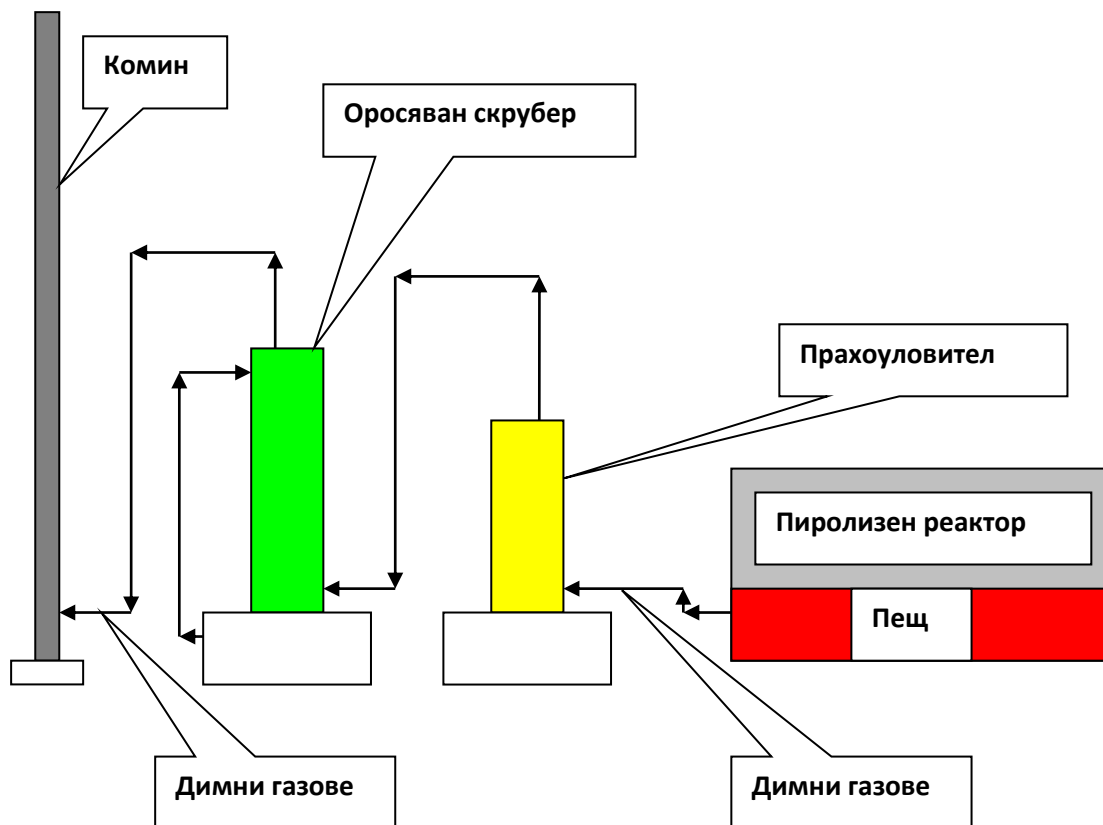 Комин
Оросяван скрубер
Прахоуловител
Пиролизен реактор
Пещ
Димни газове
Димни газове